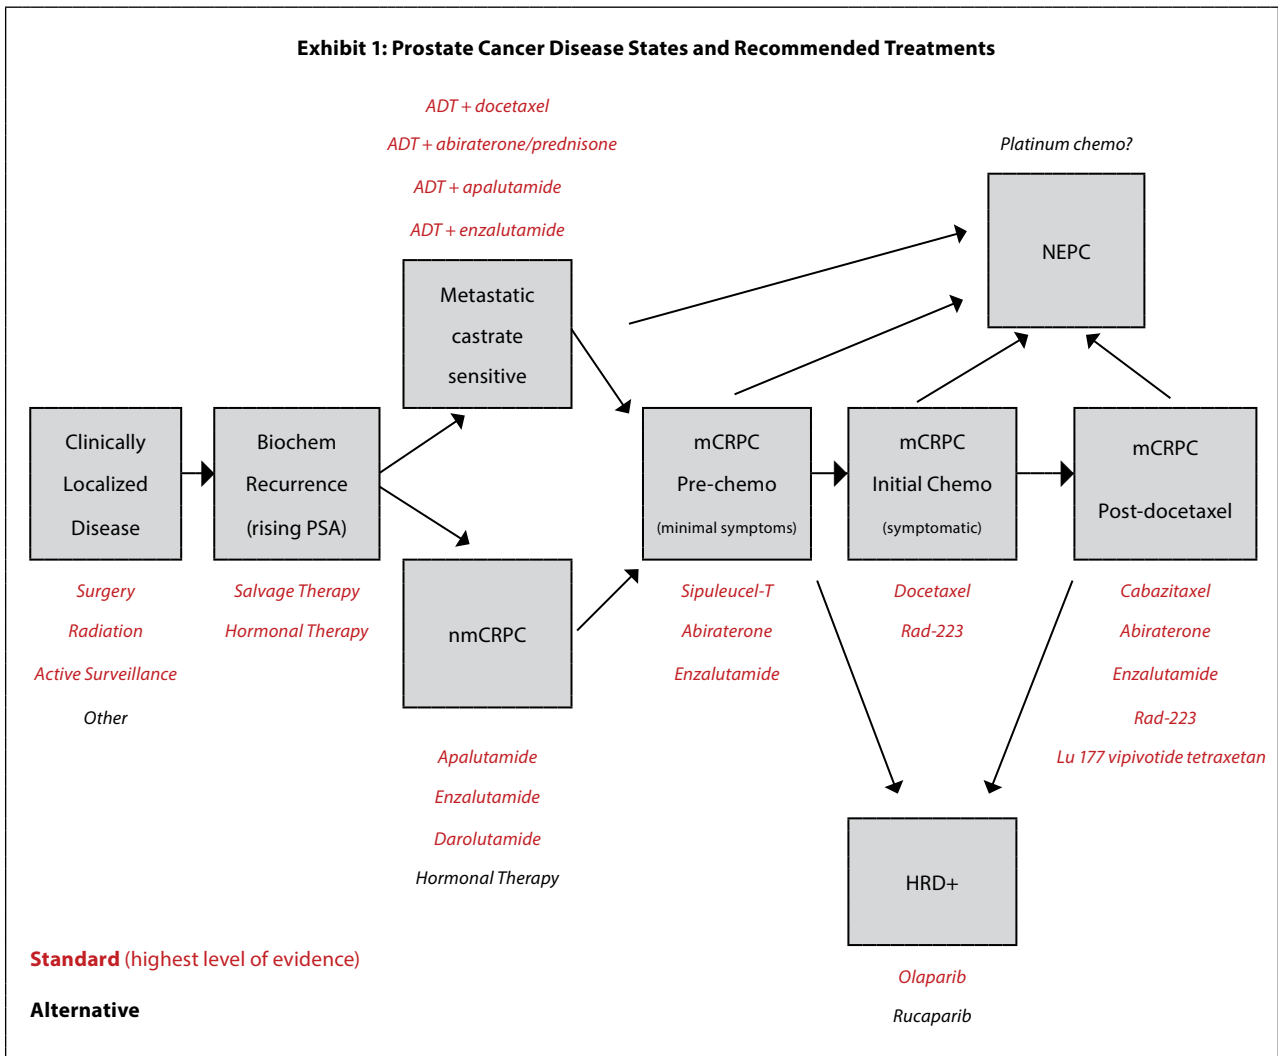 Exhibit 1: Prostate Cancer Disease States and Recommended Treatments
ADT + docetaxel
ADT + abiraterone/prednisone
ADT + apalutamide
ADT + enzalutamide
Platinum chemo?
NEPC
Metastatic
castrate
sensitive
Clinically
Localized
Disease
Biochem
Recurrence
(rising PSA)
mCRPC
Pre-chemo
(minimal symptoms)
mCRPC
Initial Chemo
(symptomatic)
mCRPC
Post-docetaxel
Surgery
Radiation
Active Surveillance
Other
Salvage Therapy
Hormonal Therapy
nmCRPC
Apalutamide
Enzalutamide
Darolutamide
Hormonal Therapy
Sipuleucel-T
Abiraterone
Enzalutamide
Docetaxel
Rad-223
Cabazitaxel
Abiraterone
Enzalutamide
Rad-223
Lu 177 vipivotide tetraxetan
HRD+
Olaparib
Rucaparib
Standard (highest level of evidence)
Alternative